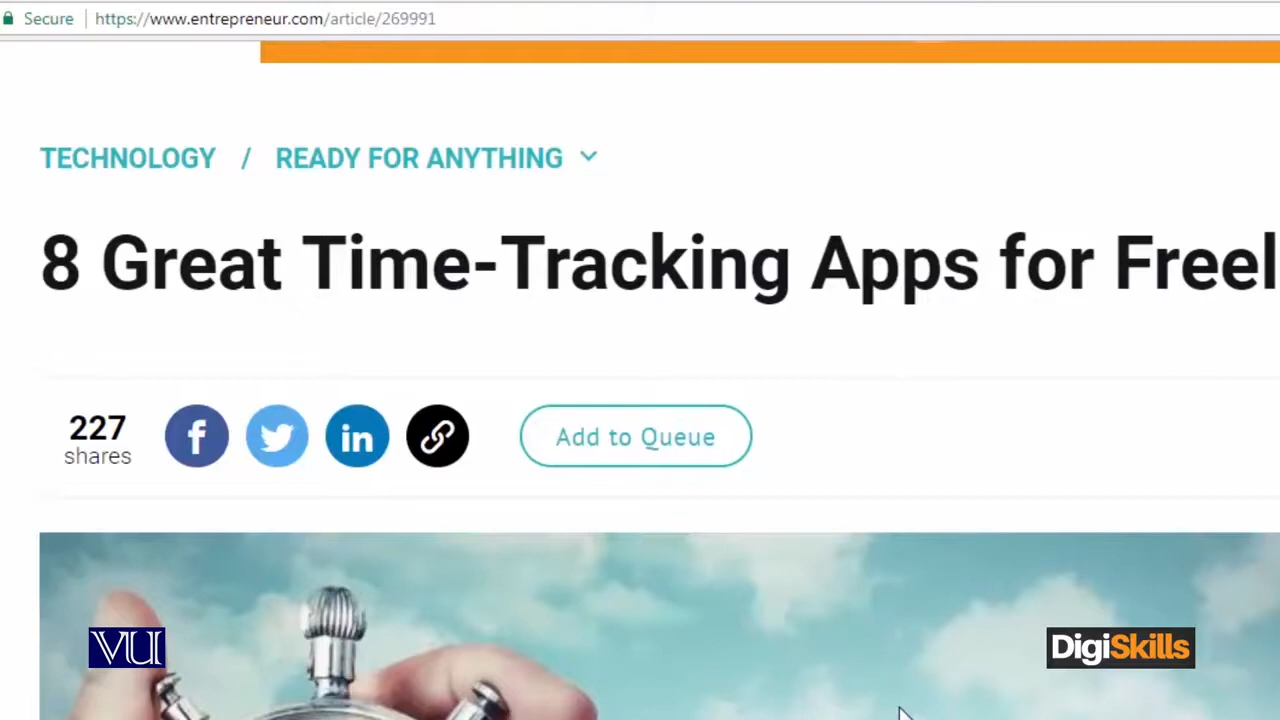 Secure https://www.entrepreneur.com/article/269991
TECHNOLOGY / READY FOR ANYTHING
8 Great Time-Tracking Apps for Freel
227
shares
f in
Add to Queue
VU
DigiSkills